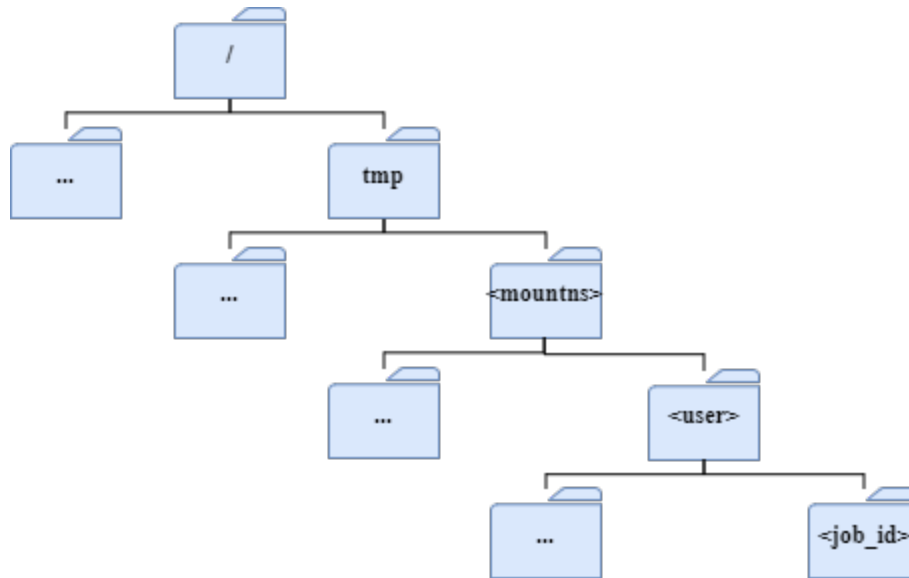 /
...
tmp
...
<mountns>
...
<user>
...
<job_id>